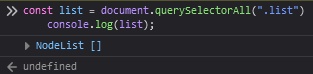 const list = document.querySelectorAll(".list")
console.log(list);
NodeList []
undefined